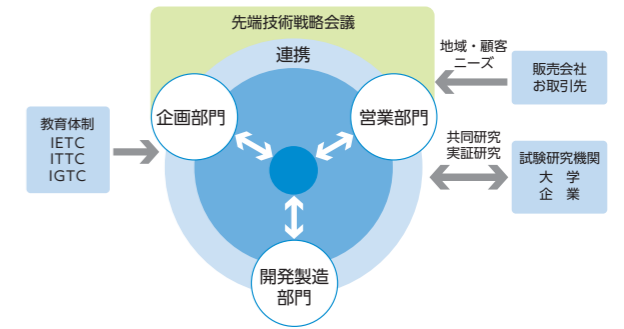 先端技術戦略会議
連携
企画部門
営業部門
開発製造
部門
教育体制
IETC
ITTC
IGTC
地域・顧客
ニーズ
販売会社
お取引先
共同研究
実証研究
試験研究機関
大　学
企　業